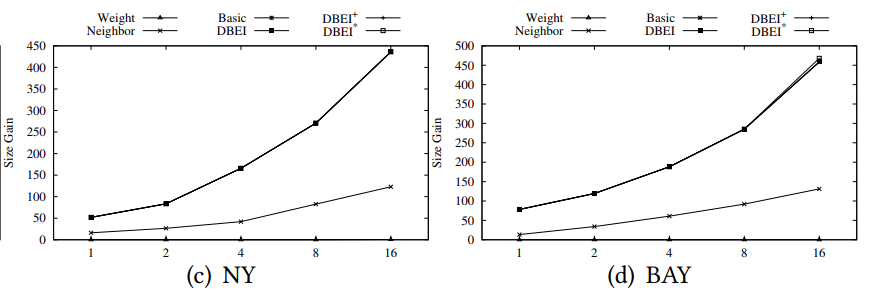 Weight Basic DBEI+
Neighbor DBEI DBEI*
450
400
350
300
250
200
150
100
50
0
Size Gain
1 2 4 8 16
(c) NY
Weight Basic DBEI+
Neighbor DBEI DBEI*
500
450
400
350
300
250
200
150
100
50
0
Size Gain
1 2 4 8 16
(d) BAY